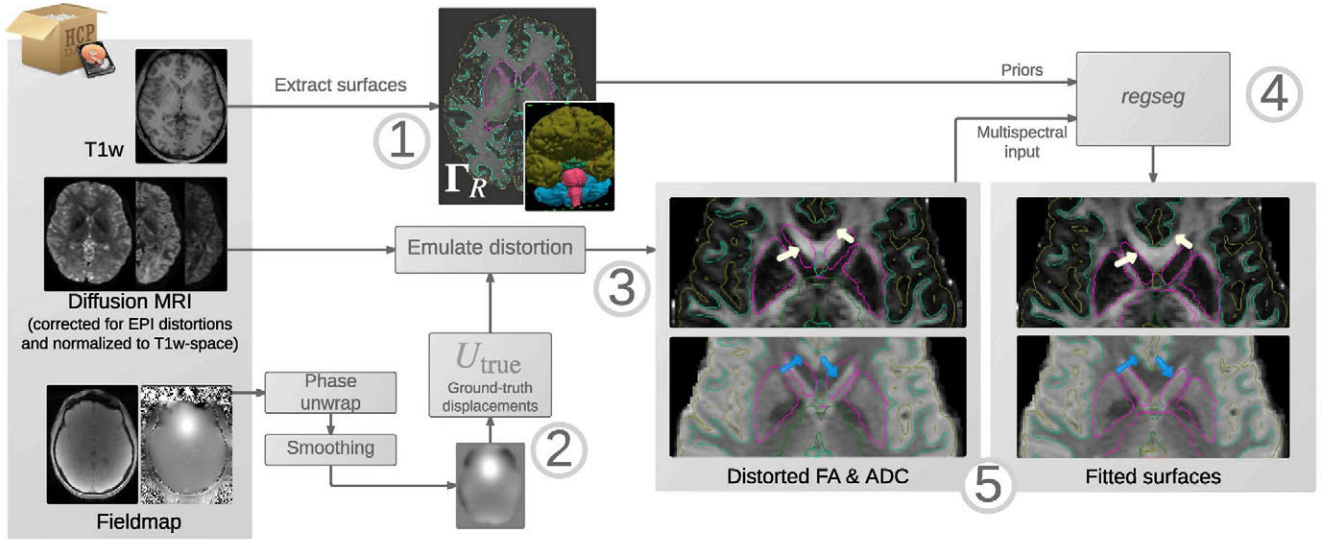 HCP
T1w
Extract surfaces
1
Γ R
Priors
Multispectral
input
regseg
4
Diffusion MRI
(corrected for EPI distortions
and normalized to T1w-space)
Emulate distortion
3
U true
Ground-truth
displacements
2
Phase
unwrap
Smoothing
Fieldmap
Distorted FA & ADC
5
Fitted surfaces